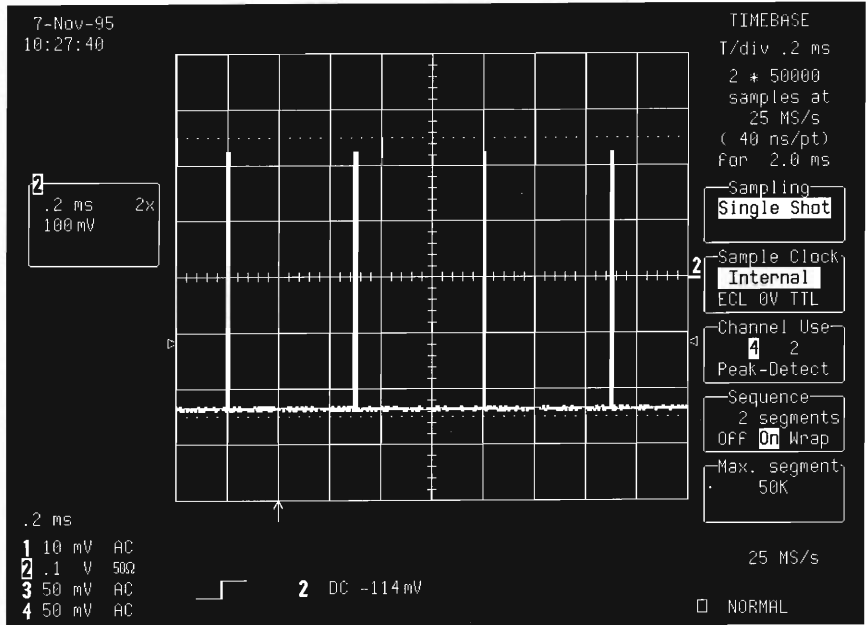 7-Nov-95
10:27:40
2
.2 ms 2x
100 mV
TIMEBASE
T/div .2 ms
2 * 50000
samples at
25 MS/s
( 40 ns/pt)
for 2.0 ms
Sampling
Single Shot
2
Sample Clock
Internal
ECL 0V TTL
Channel Use
4 2
Peak-Detect
Sequence
2 segments
Off On Wrap
Max. segment
50K
.2 ms
1 10 mV AC
2 .1 V 50Ω
3 50 mV AC
4 50 mV AC
2 DC -114 mV
25 MS/s
NORMAL